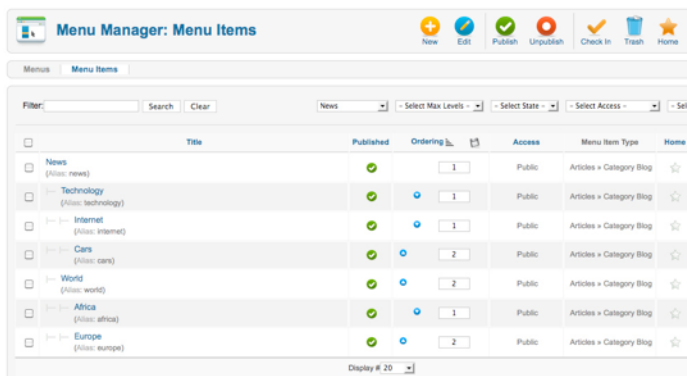 Menu Manager: Menu Items
New Edit Publish Unpublish Check In Trash Home
Menus Menu Items
Filter: Search Clear News - Select Max Levels - - Select State - - Select Access - - Sel
Title Published Ordering Access Menu Item Type Home
News 1 Public Articles » Category Blog
(Alias: news)
Technology 1 Public Articles » Category Blog
(Alias: technology)
Internet 1 Public Articles » Category Blog
(Alias: internet)
Cars 2 Public Articles » Category Blog
(Alias: cars)
World 2 Public Articles » Category Blog
(Alias: world)
Africa 1 Public Articles » Category Blog
(Alias: africa)
Europe 2 Public Articles » Category Blog
(Alias: europe)
Display # 20